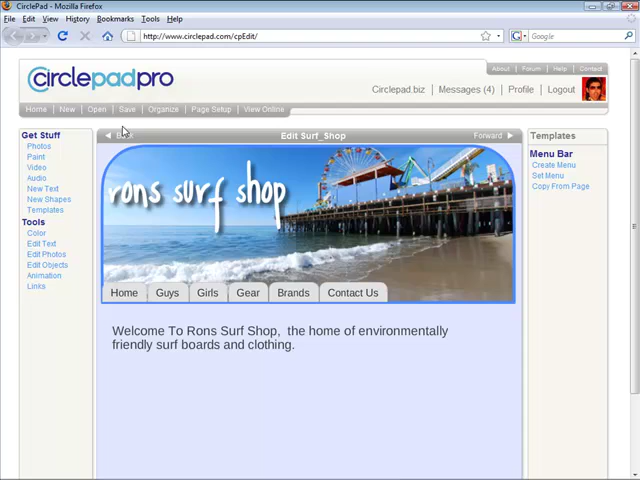 CirclePad - Mozilla Firefox
File Edit View History Bookmarks Tools Help
http://www.circlepad.com/cpEdit/
Google
circlepadpro
About Forum Help Contact
Circlepad.biz Messages (4) Profile Logout
Home New Open Save Organize Page Setup View Online
Get Stuff
Photos
Paint
Video
Audio
New Text
New Shapes
Templates
Tools
Color
Edit Text
Edit Photos
Edit Objects
Animation
Links
Back Edit Surf_Shop Forward
rons surf shop
Home Guys Girls Gear Brands Contact Us
Welcome To Rons Surf Shop, the home of environmentally
friendly surf boards and clothing.
Templates
Menu Bar
Create Menu
Set Menu
Copy From Page